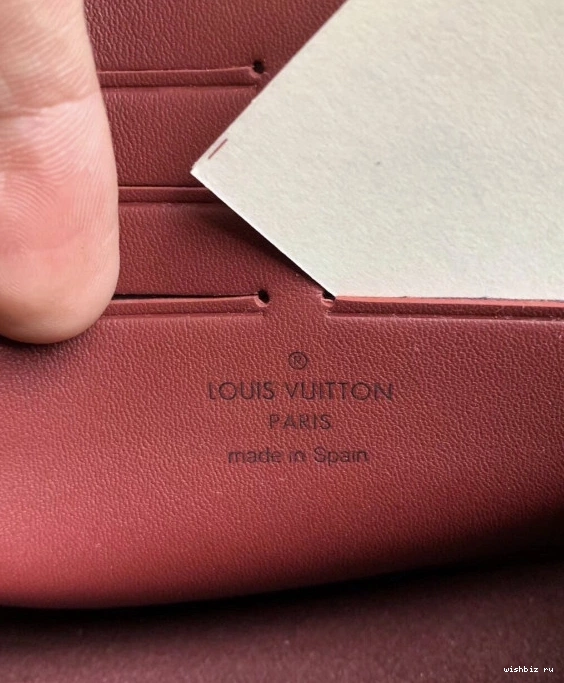 ®
LOUIS VUITTON
PARIS
made in Spain
wishbiz ru